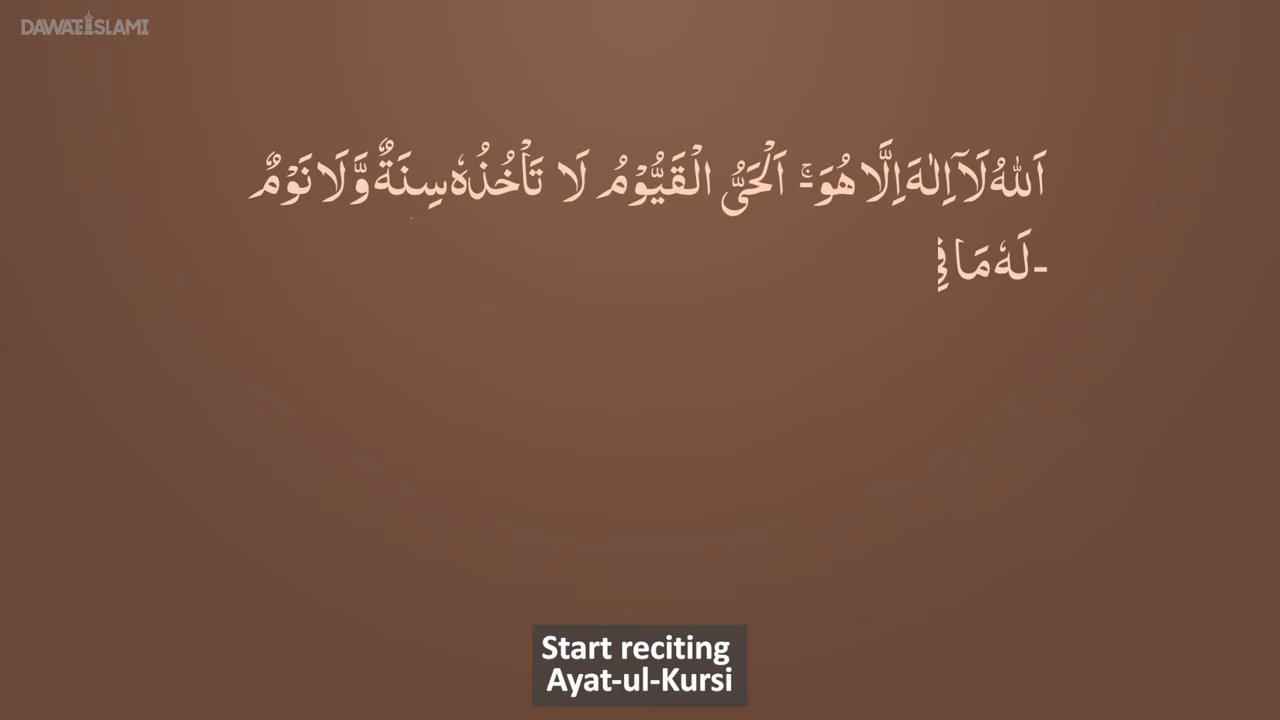 DAWATEISLAMI
اَللّٰهُ لَاۤ اِلٰهَ اِلَّا هُوَ ۚ- اَلْحَیُّ الْقَیُّوْمُ لَا تَاْخُذُهٗ سِنَةٌ وَّ لَا نَوْمٌ
-لَهٗ مَا فِی
Start reciting
Ayat-ul-Kursi